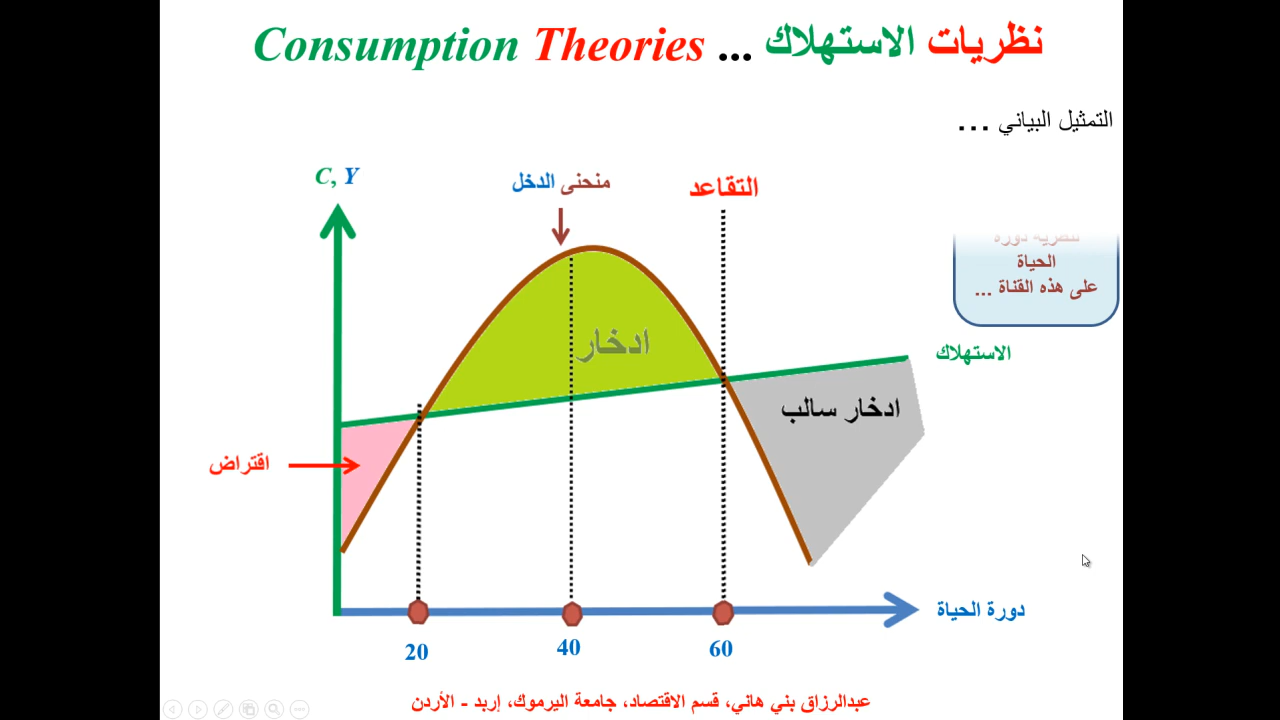 نظريات الاستهلاك ... Consumption Theories
التمثيل البياني ...
C, Y
منحنى الدخل
التقاعد
دورة
الحياة
على هذه القناة ...
ادخار
الاستهلاك
ادخار سالب
اقتراض
دورة الحياة
20
40
60
عبدالرزاق بني هاني، قسم الاقتصاد، جامعة اليرموك، إربد - الأردن